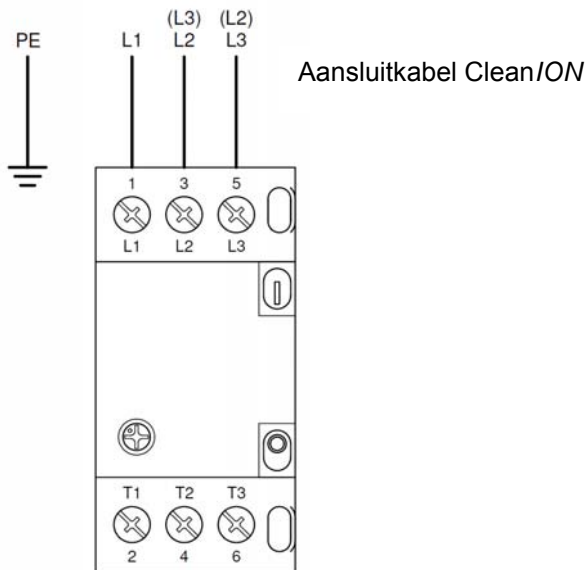 (L3) (L2)
PE L1 L2 L3
Aansluitkabel CleanION
1 3 5
L1 L2 L3
T1 T2 T3
2 4 6